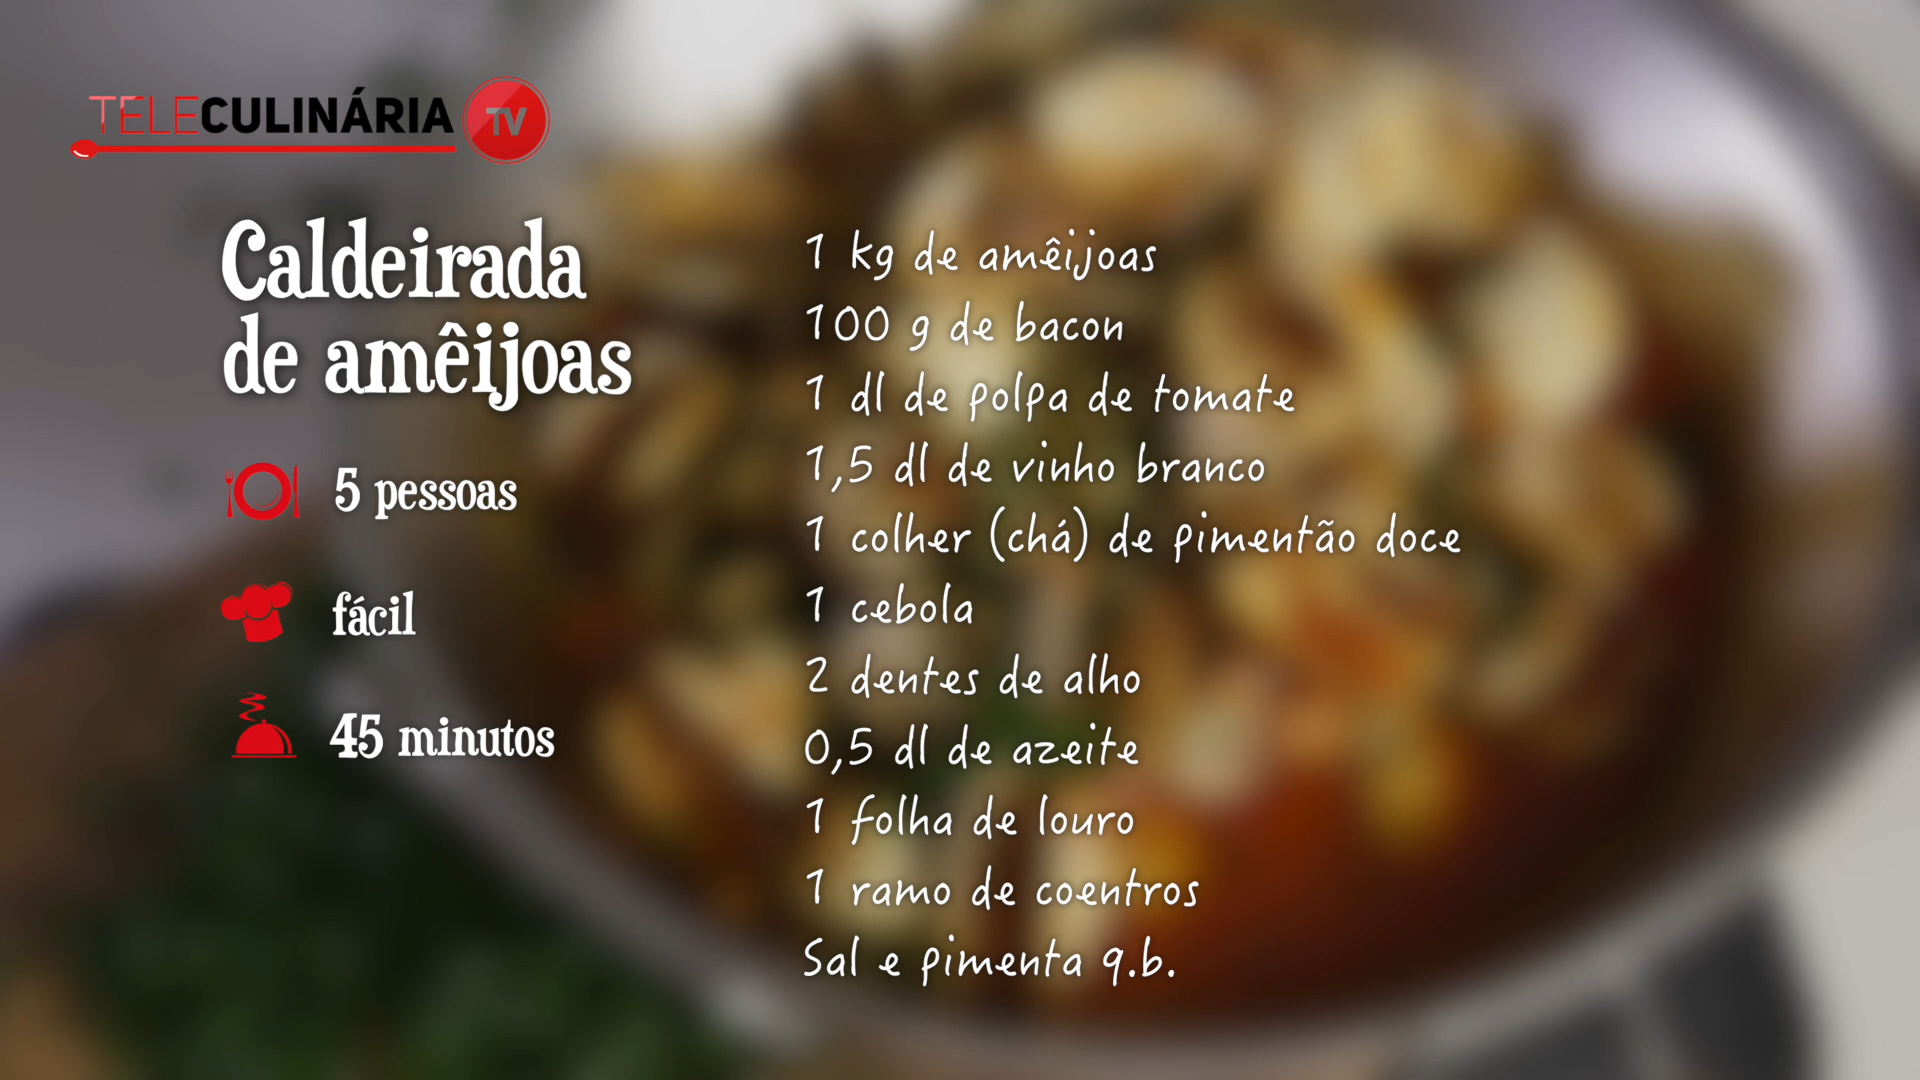 TELECULINÁRIA TV
Caldeirada
de amêijoas
5 pessoas
fácil
45 minutos
1 kg de amêijoas
100 g de bacon
1 dl de polpa de tomate
1,5 dl de vinho branco
1 colher (chá) de pimentão doce
1 cebola
2 dentes de alho
0,5 dl de azeite
1 folha de louro
1 ramo de coentros
Sal e pimenta q.b.